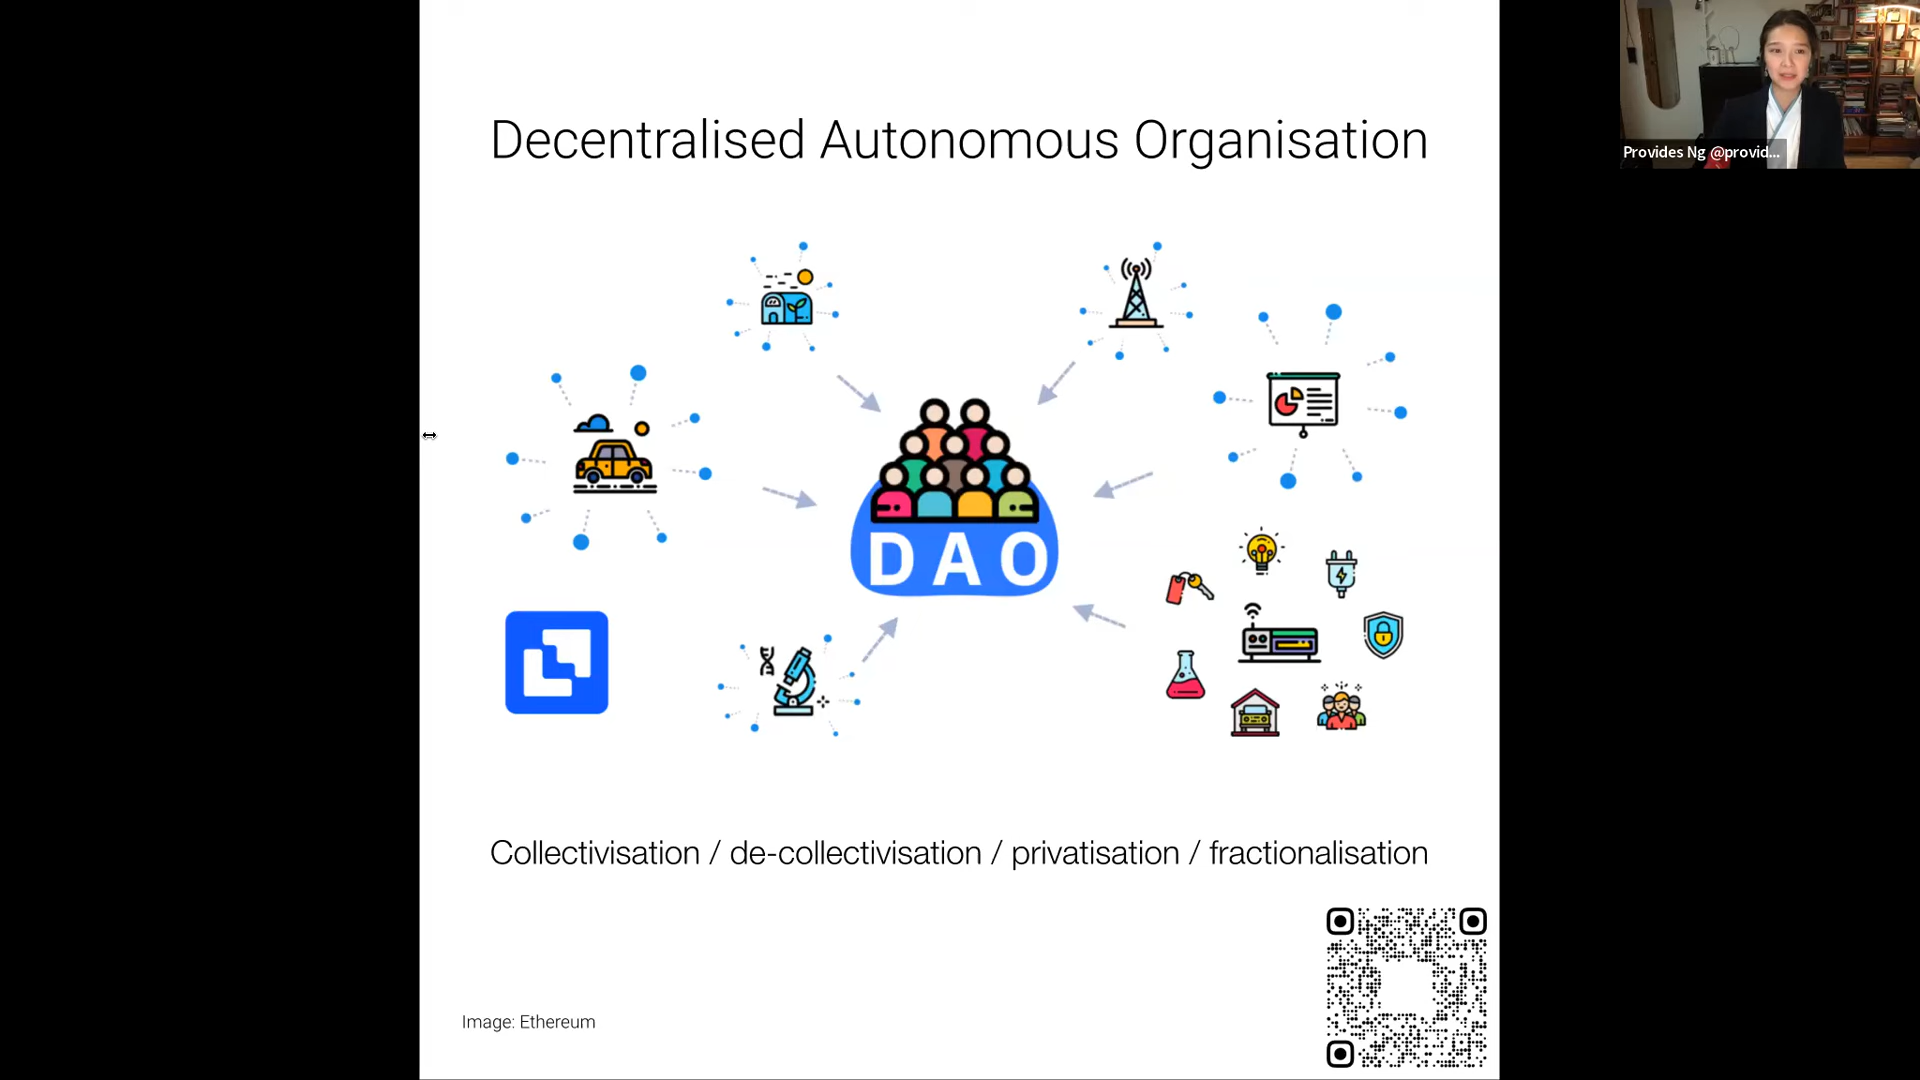 Decentralised Autonomous Organisation
Provides Ng @provid...
DAO
Collectivisation / de-collectivisation / privatisation / fractionalisation
Image: Ethereum